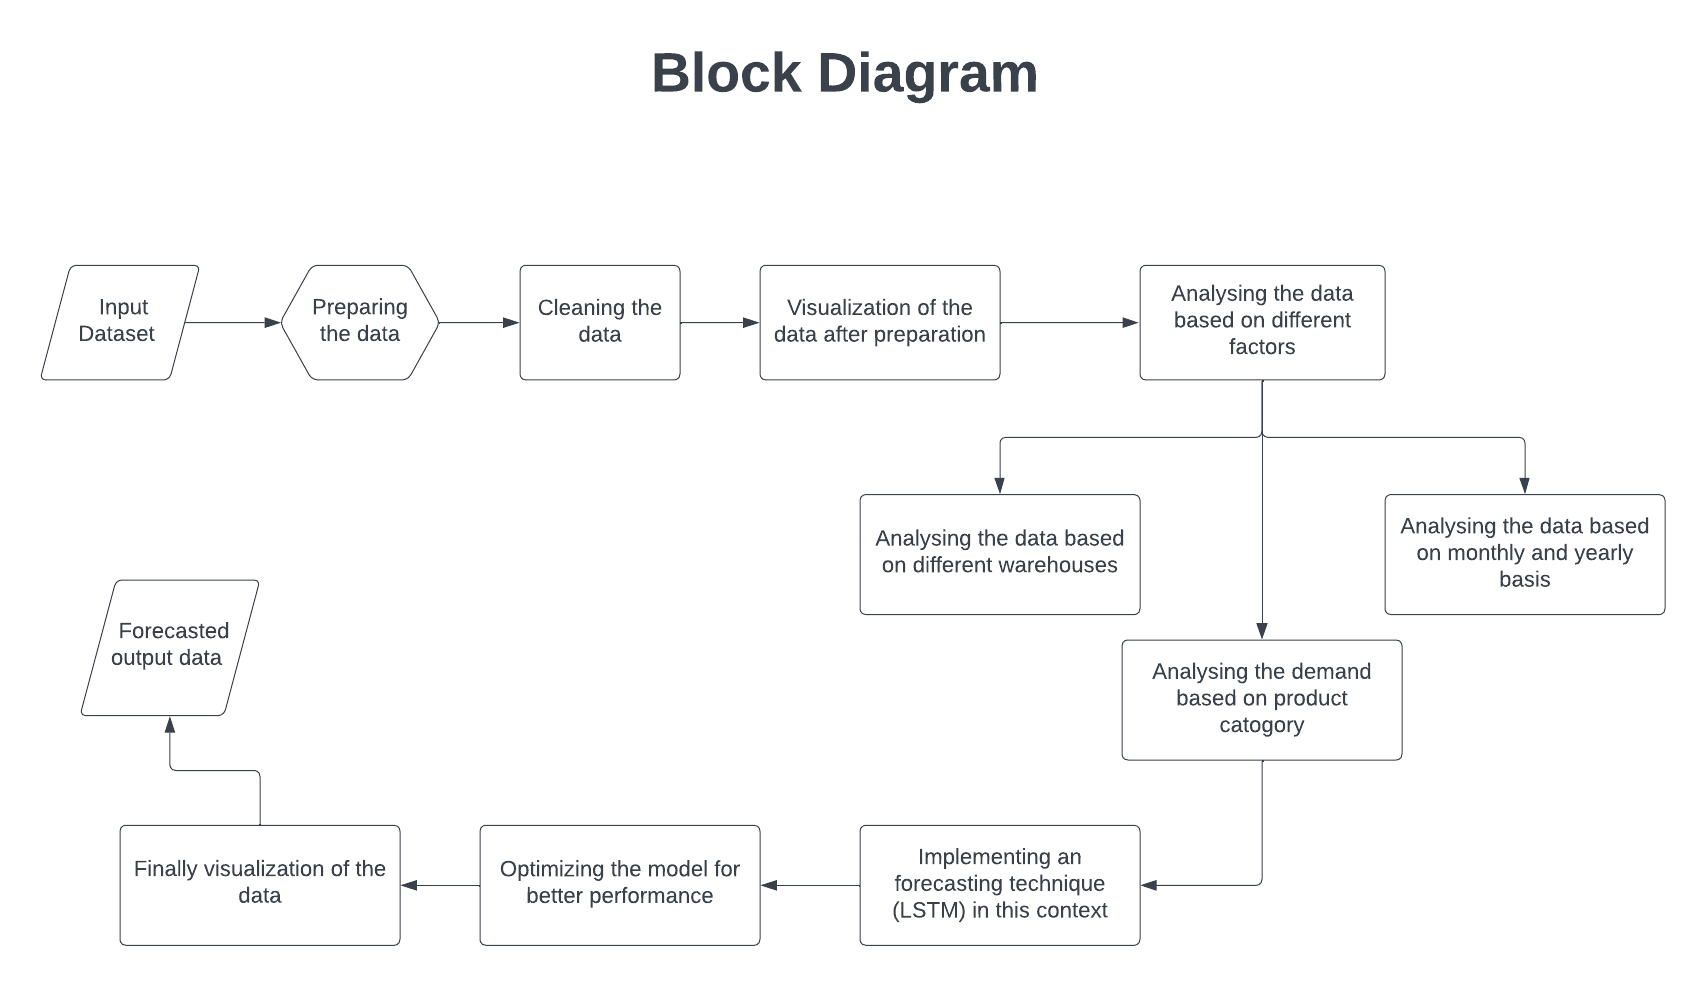 Block Diagram
Input
Dataset
Preparing
the data
Cleaning the
data
Visualization of the
data after preparation
Analysing the data
based on different
factors
Analysing the data based
on different warehouses
Analysing the data based
on monthly and yearly
basis
Analysing the demand
based on product
catogory
Implementing an
forecasting technique
(LSTM) in this context
Optimizing the model for
better performance
Finally visualization of the
data
Forecasted
output data